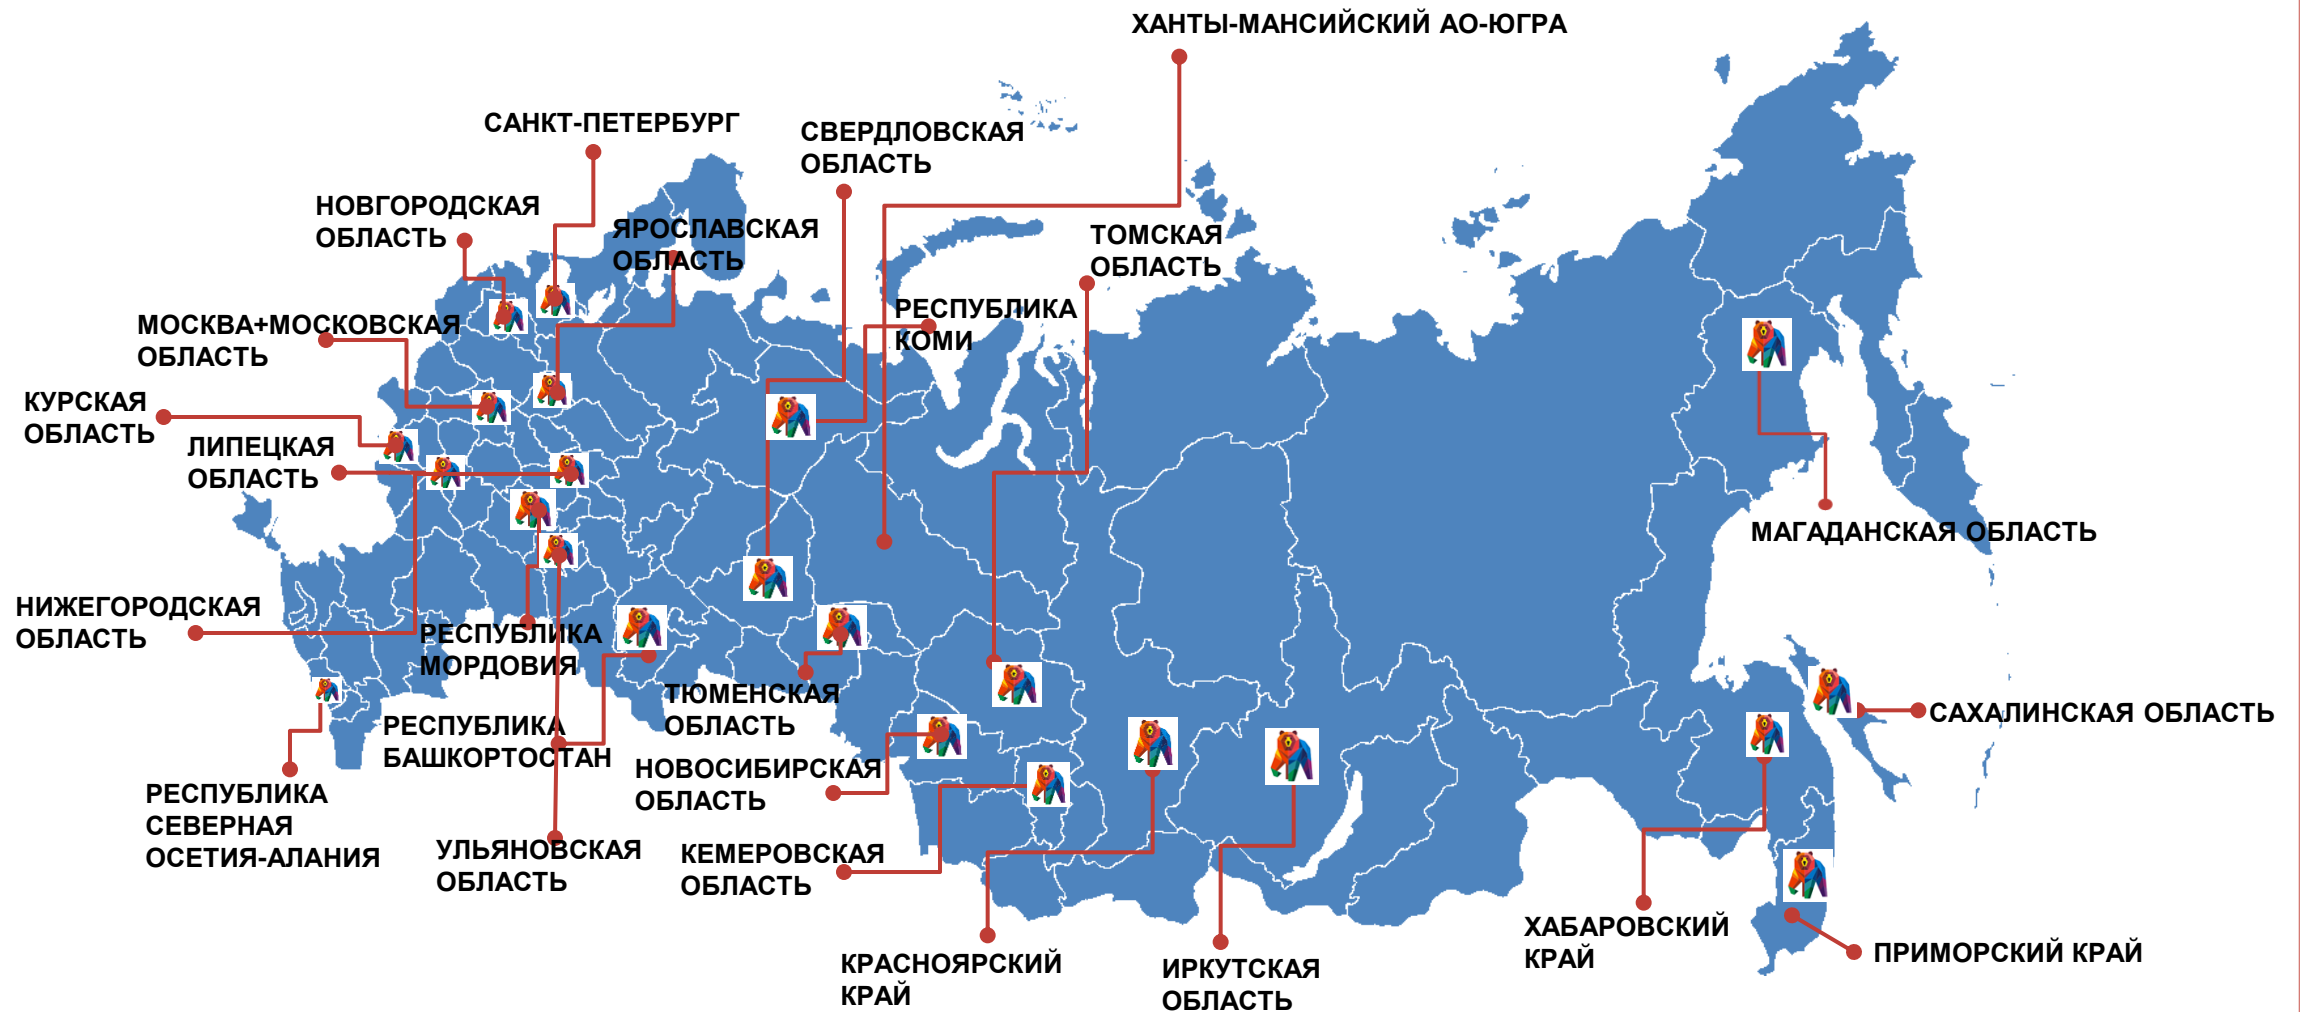 ХАНТЫ-МАНСИЙСКИЙ АО-ЮГРА
САНКТ-ПЕТЕРБУРГ
СВЕРДЛОВСКАЯ
ОБЛАСТЬ
НОВГОРОДСКАЯ
ОБЛАСТЬ
ЯРОСЛАВСКАЯ
ОБЛАСТЬ
ТОМСКАЯ
ОБЛАСТЬ
РЕСПУБЛИКА
КОМИ
МОСКВА+МОСКОВСКАЯ
ОБЛАСТЬ
КУРСКАЯ
ОБЛАСТЬ
ЛИПЕЦКАЯ
ОБЛАСТЬ
МАГАДАНСКАЯ ОБЛАСТЬ
НИЖЕГОРОДСКАЯ
ОБЛАСТЬ
РЕСПУБЛИКА
МОРДОВИЯ
ТЮМЕНСКАЯ
ОБЛАСТЬ
САХАЛИНСКАЯ ОБЛАСТЬ
РЕСПУБЛИКА
БАШКОРТОСТАН
НОВОСИБИРСКАЯ
ОБЛАСТЬ
РЕСПУБЛИКА
СЕВЕРНАЯ
ОСЕТИЯ-АЛАНИЯ
УЛЬЯНОВСКАЯ
ОБЛАСТЬ
КЕМЕРОВСКАЯ
ОБЛАСТЬ
КРАСНОЯРСКИЙ
КРАЙ
ИРКУТСКАЯ
ОБЛАСТЬ
ХАБАРОВСКИЙ
КРАЙ
ПРИМОРСКИЙ КРАЙ